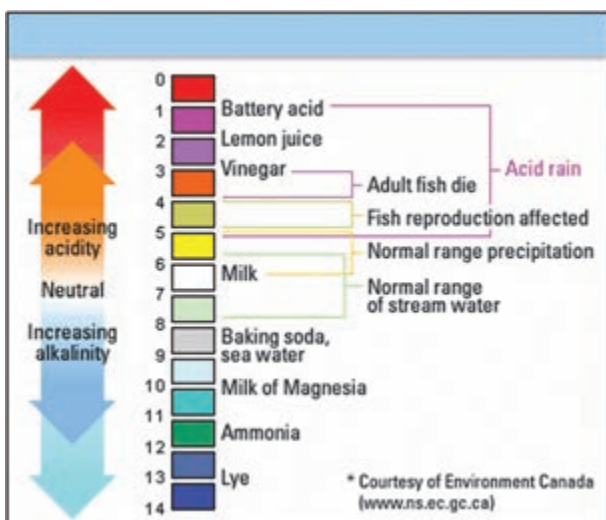 0
1
Battery acid
2
Lemon juice
Acid rain
3
Vinegar
Adult fish die
4
Fish reproduction affected
Increasing
acidity
5
Normal range precipitation
6
Neutral
Milk
7
Normal range
of stream water
8
Increasing
alkalinity
Baking soda,
sea water
9
10
Milk of Magnesia
11
12
Ammonia
13
Lye
14
* Courtesy of Environment Canada
(www.ns.ec.gc.ca)